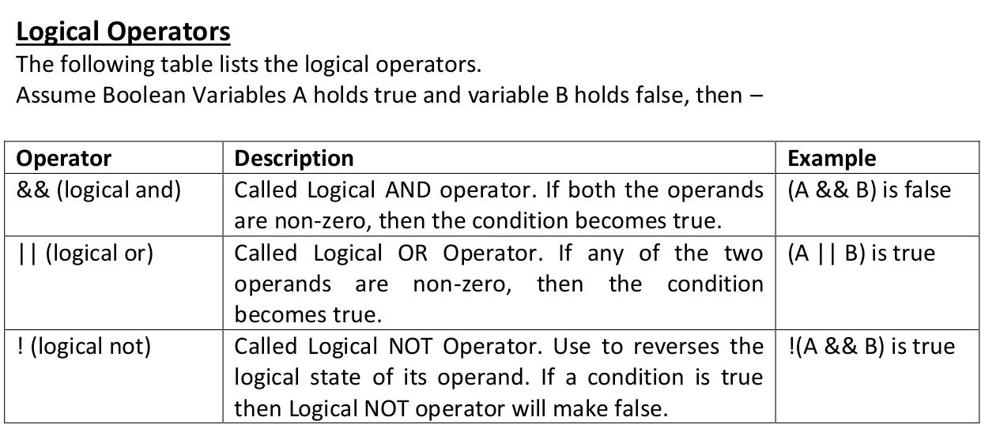 Logical Operators
The following table lists the logical operators.
Assume Boolean Variables A holds true and variable B holds false, then –
Operator Description Example
&& (logical and) Called Logical AND operator. If both the operands (A && B) is false
are non-zero, then the condition becomes true.
|| (logical or) Called Logical OR Operator. If any of the two (A || B) is true
operands are non-zero, then the condition
becomes true.
! (logical not) Called Logical NOT Operator. Use to reverses the !(A && B) is true
logical state of its operand. If a condition is true
then Logical NOT operator will make false.